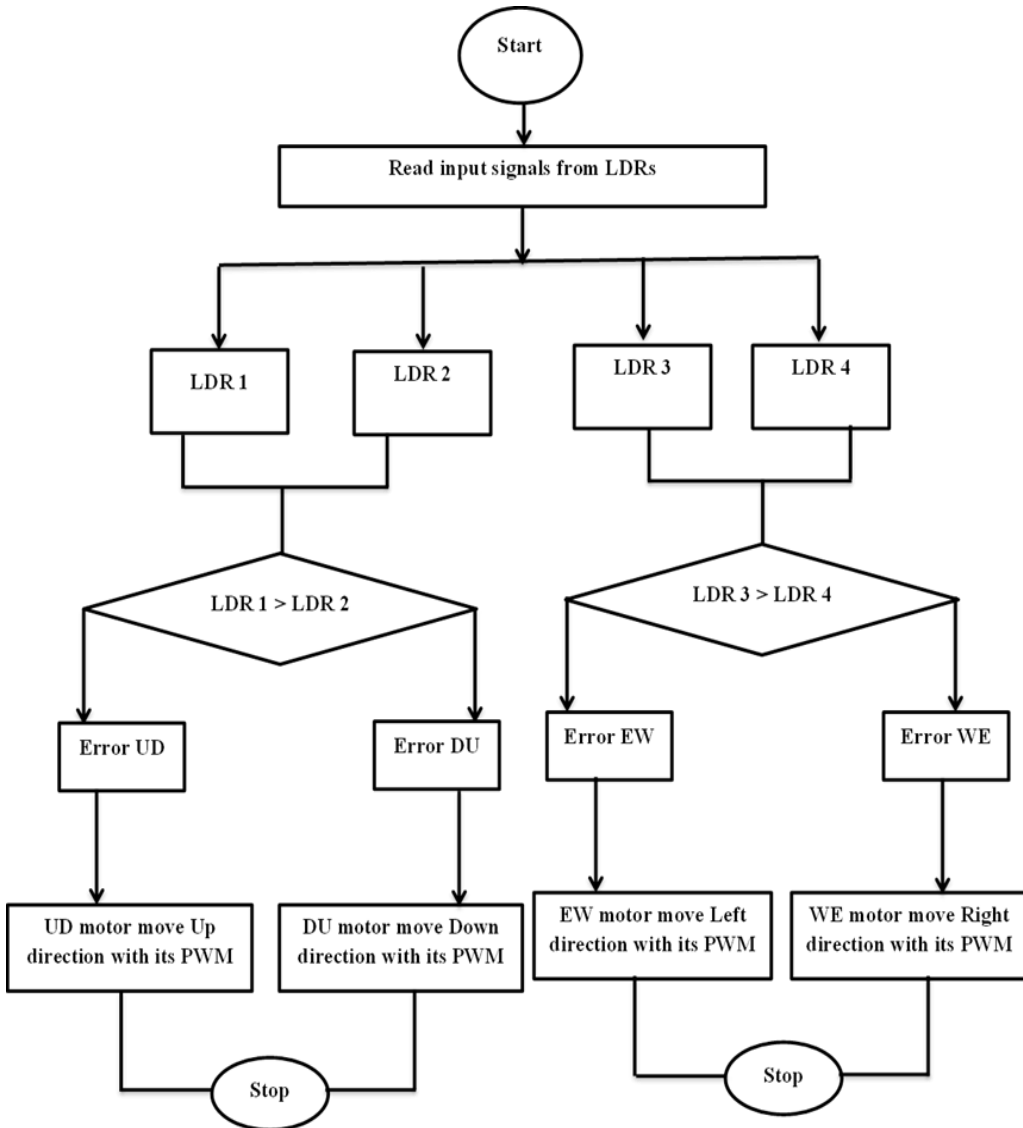 Start
Read input signals from LDRs
LDR 1
LDR 2
LDR 3
LDR 4
LDR 1 > LDR 2
LDR 3 > LDR 4
Error UD
Error DU
Error EW
Error WE
UD motor move Up
direction with its PWM
DU motor move Down
direction with its PWM
EW motor move Left
direction with its PWM
WE motor move Right
direction with its PWM
Stop
Stop